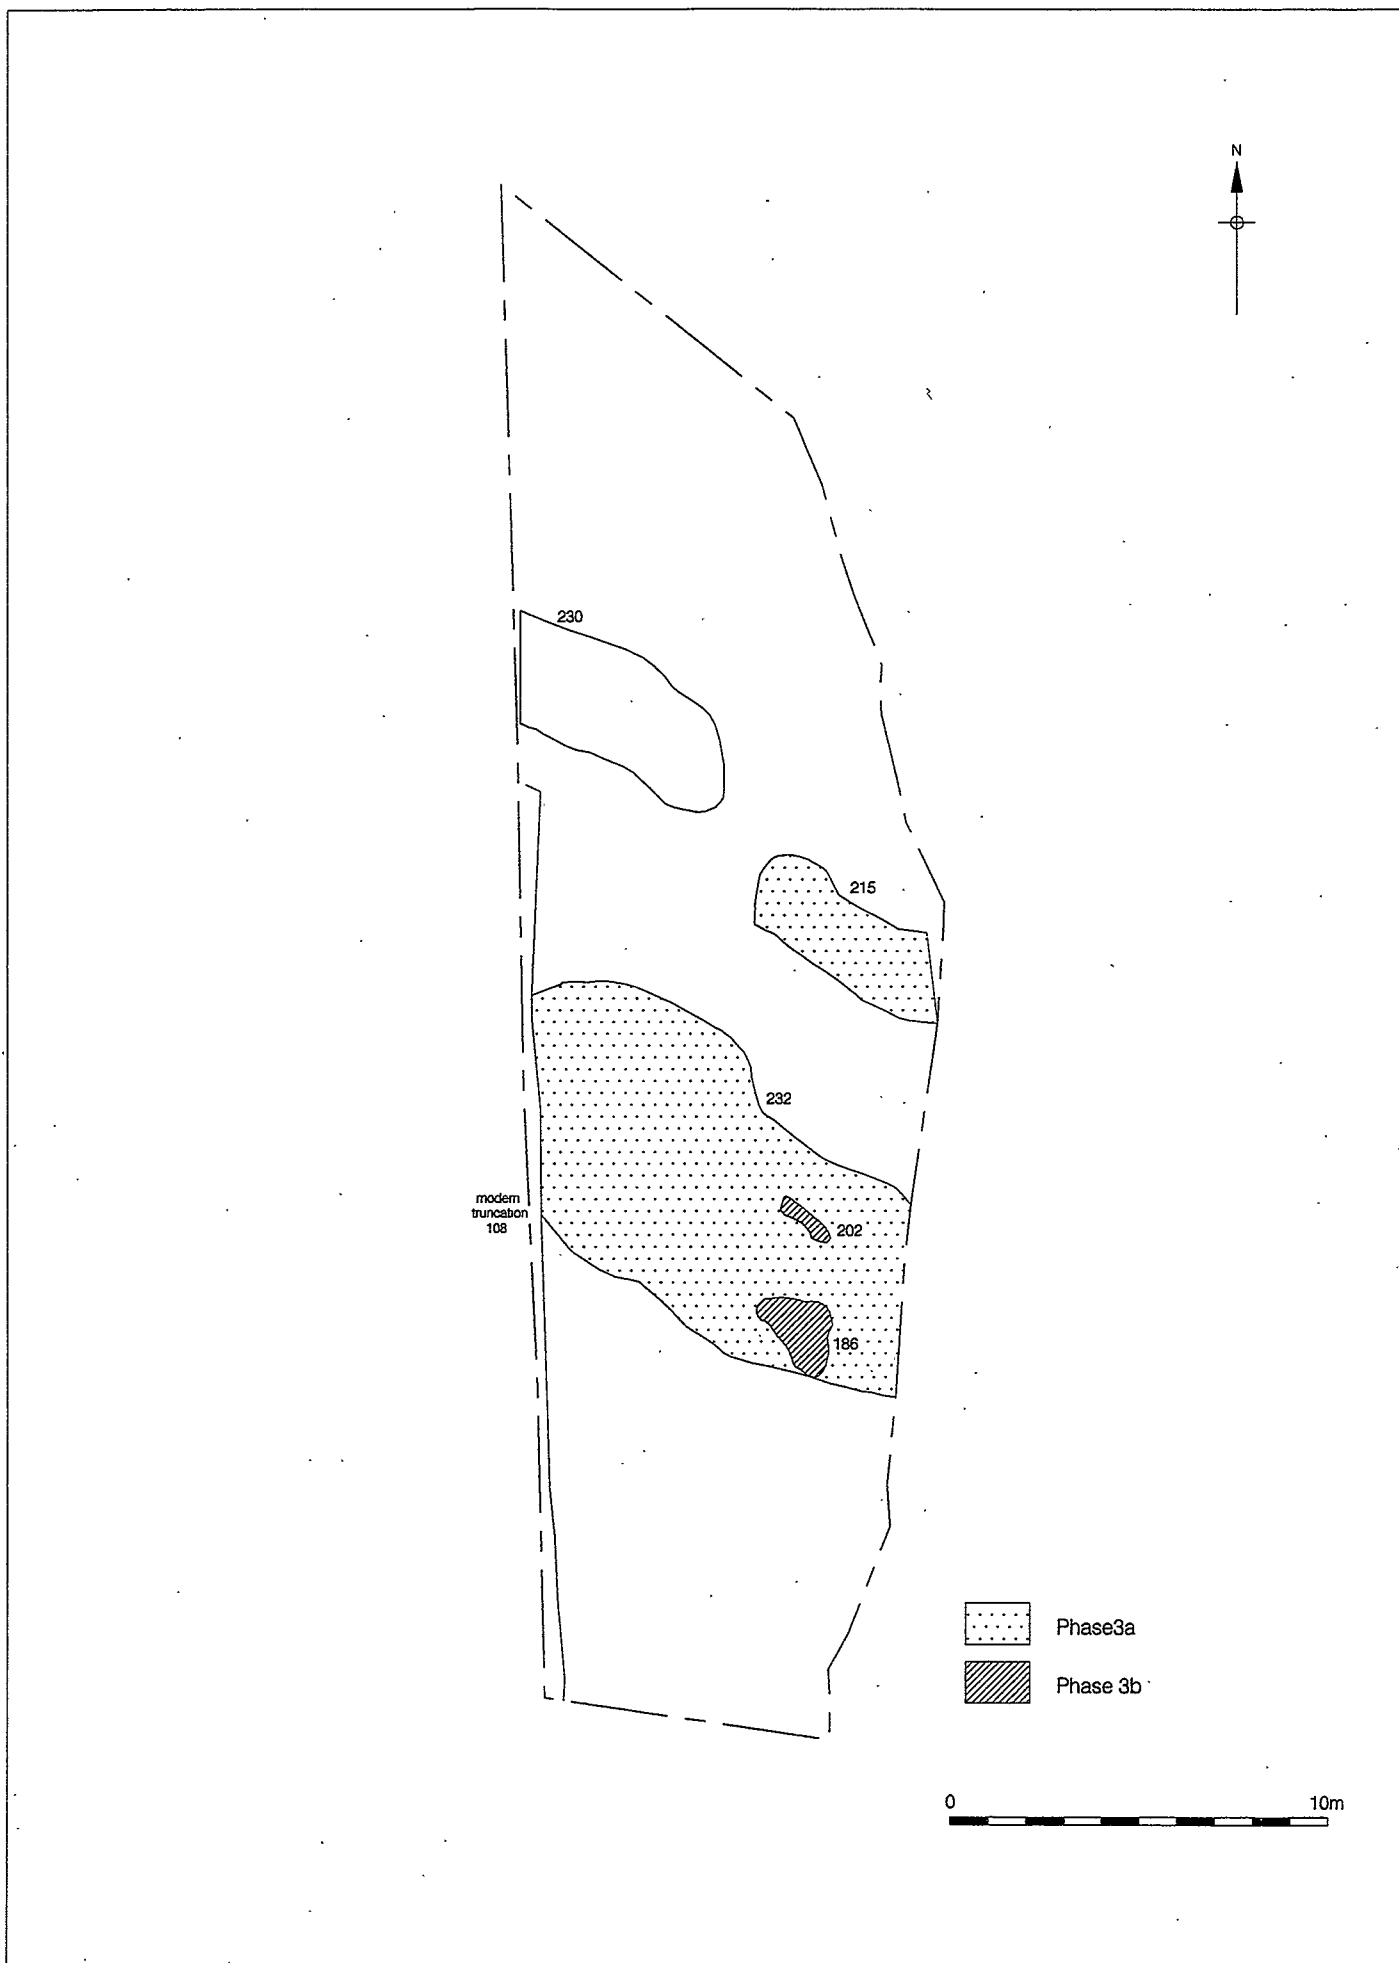 N
230
215
232
modern
truncation
108
202
186
Phase3a
Phase 3b
0 10m